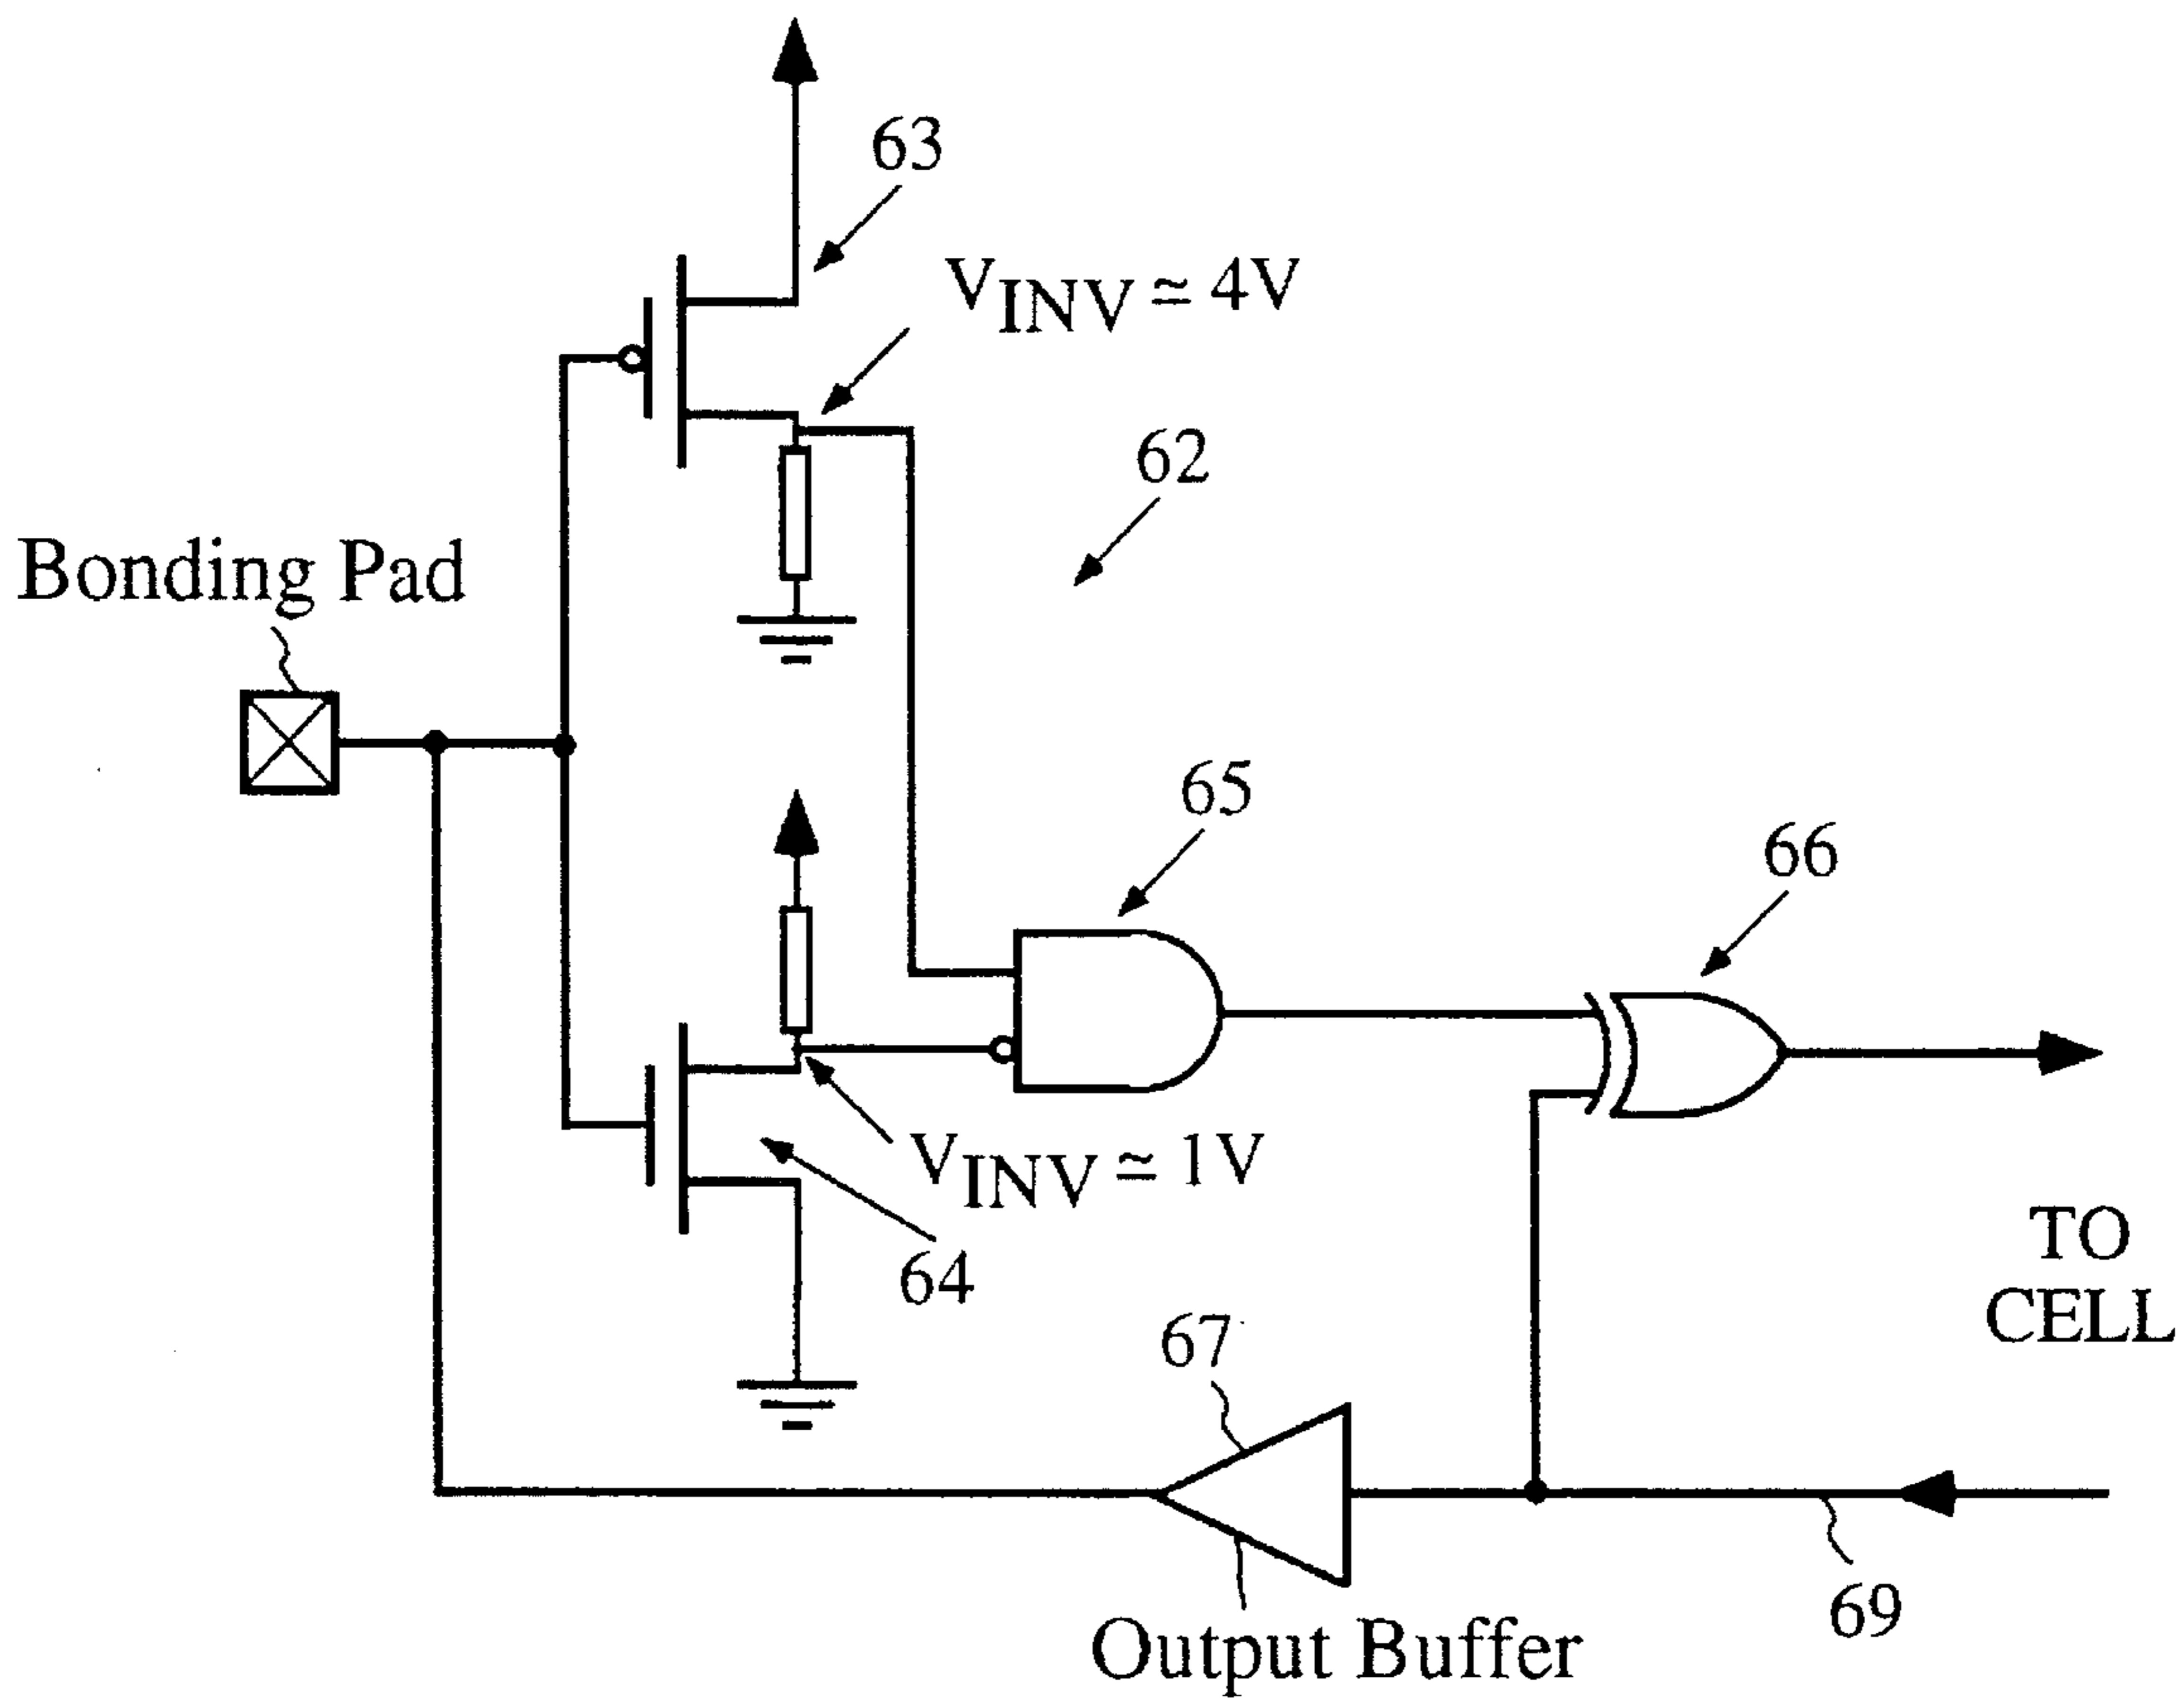 63
V_INV ≃ 4V
62
Bonding Pad
65
66
V_INV ≃ 1V
64
67
TO
CELL
69
Output Buffer